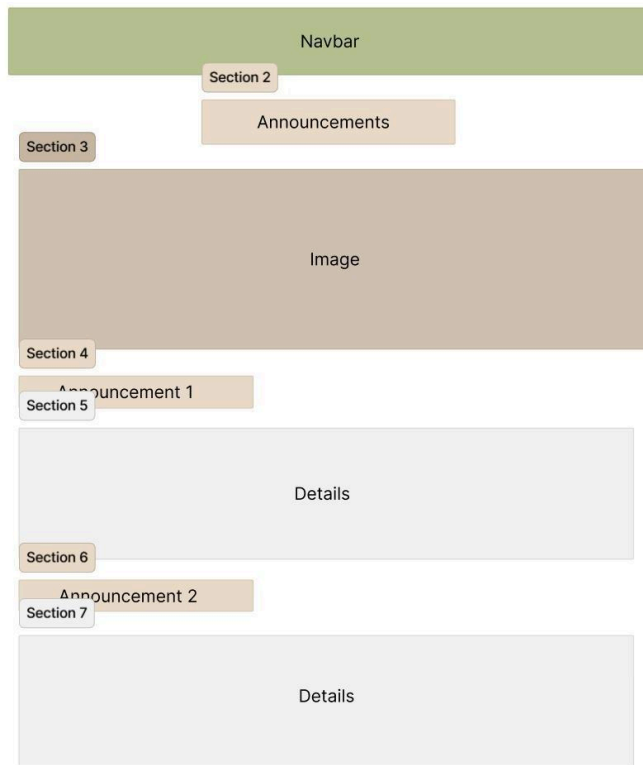 Navbar
Section 2
Announcements
Section 3
Image
Section 4
Announcement 1
Section 5
Details
Section 6
Announcement 2
Section 7
Details